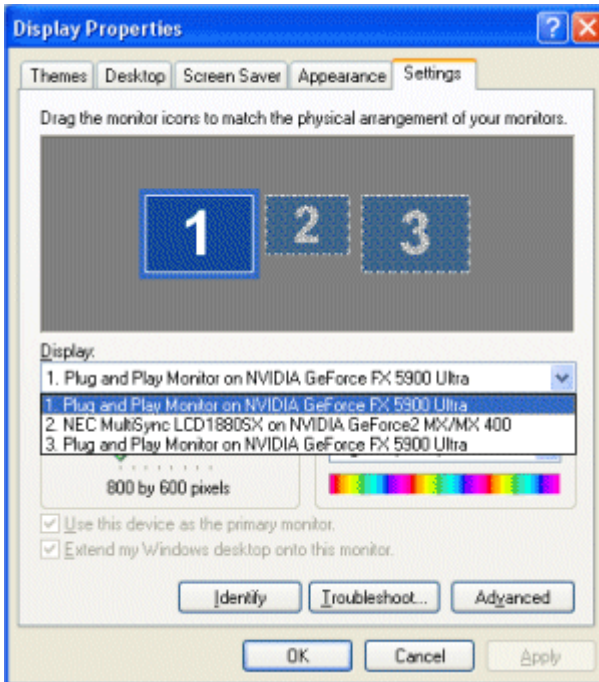 Display Properties
Themes Desktop Screen Saver Appearance Settings
Drag the monitor icons to match the physical arrangement of your monitors.
1 2 3
Display:
1. Plug and Play Monitor on NVIDIA GeForce FX 5900 Ultra
1. Plug and Play Monitor on NVIDIA GeForce FX 5900 Ultra
2. NEC MultiSync LCD1880SX on NVIDIA GeForce2 MX/MX 400
3. Plug and Play Monitor on NVIDIA GeForce FX 5900 Ultra
800 by 600 pixels
Use this device as the primary monitor.
Extend my Windows desktop onto this monitor.
Identify Troubleshoot... Advanced
OK Cancel Apply